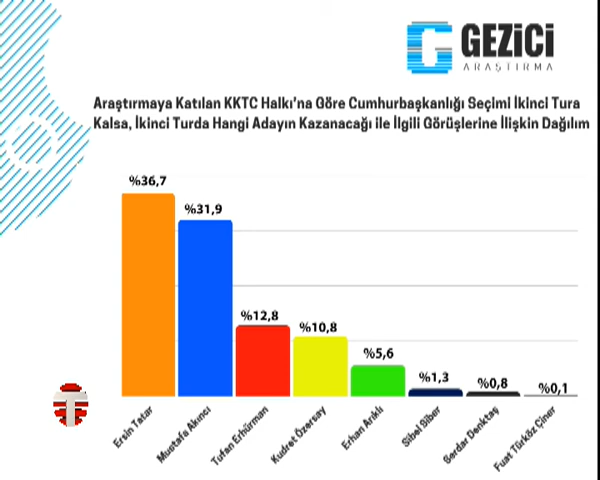 GEZiCi
ARAŞTIRMA
Araştırmaya Katılan KKTC Halkı'na Göre Cumhurbaşkanlığı Seçimi İkinci Tura
Kalsa, İkinci Turda Hangi Adayın Kazanacağı ile İlgili Görüşlerine İlişkin Dağılım
%36,7
%31,9
%12,8
%10,8
%5,6
%1,3
%0,8
%0,1
Ersin Tatar
Mustafa Akıncı
Tufan Erhürman
Kudret Özersay
Erhan Arıklı
Sibel Siber
Serdar Denktaş
Fuat Türköz Çiner